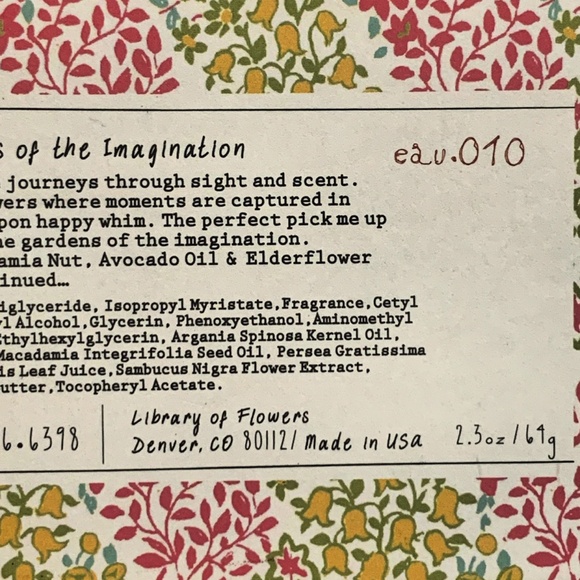 s of the Imagination
eau.010
journeys through sight and scent.
vers where moments are captured in
pon happy whim. The perfect pick me up
he gardens of the imagination.
amia Nut, Avocado Oil & Elderflower
inued…
iglyceride, Isopropyl Myristate,Fragrance,Cetyl
yl Alcohol,Glycerin, Phenoxyethanol,Aminomethyl
Ethylhexylglycerin, Argania Spinosa Kernel Oil,
Macadamia Integrifolia Seed Oil, Persea Gratissima
is Leaf Juice,Sambucus Nigra Flower Extract,
utter,Tocopheryl Acetate.
6.6398
Library of Flowers
Denver, CO 80112/ Made in USA
2.3oz/64g